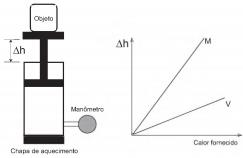 Objeto
Δh
Manômetro
Chapa de aquecimento
Δh
M
V
Calor fornecido